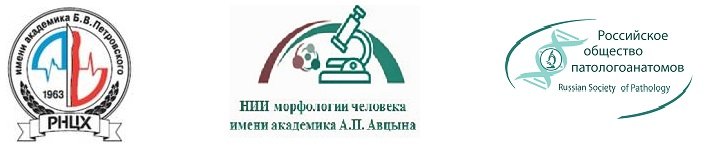 имени академика Б.В.Петровского
1963
РНЦХ
НИИ морфологии человека
имени академика А.П. Авцына
Российское
общество
патологоанатомов
Russian Society of Pathology